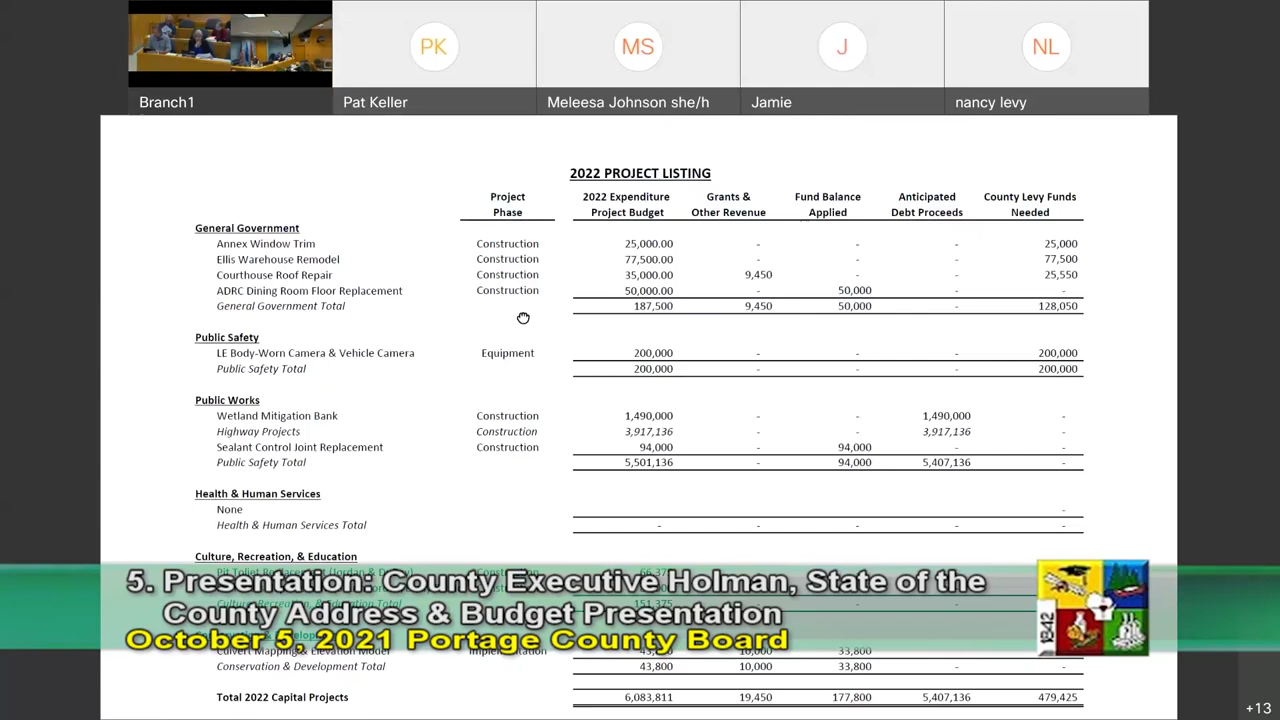 PK
MS
J
NL
Branch1
Pat Keller
Meleesa Johnson she/h
Jamie
nancy levy
2022 PROJECT LISTING
Project Phase 2022 Expenditure Project Budget Grants & Other Revenue Fund Balance Applied Anticipated Debt Proceeds County Levy Funds Needed
General Government
Annex Window Trim Construction 25,000.00 - - - 25,000
Ellis Warehouse Remodel Construction 77,500.00 - - - 77,500
Courthouse Roof Repair Construction 35,000.00 9,450 - - 25,550
ADRC Dining Room Floor Replacement Construction 50,000.00 - 50,000 - -
General Government Total 187,500 9,450 50,000 - 128,050
Public Safety
LE Body-Worn Camera & Vehicle Camera Equipment 200,000 - - - 200,000
Public Safety Total 200,000 - - - 200,000
Public Works
Wetland Mitigation Bank Construction 1,490,000 - - 1,490,000 -
Highway Projects Construction 3,917,136 - - 3,917,136 -
Sealant Control Joint Replacement Construction 94,000 - 94,000 - -
Public Safety Total 5,501,136 - 94,000 5,407,136 -
Health & Human Services
None -
Health & Human Services Total - - - - -
Culture, Recreation, & Education
5. Presentation: County Executive Holman, State of the
County Address & Budget Presentation
October 5, 2021 Portage County Board
1842
Culvert Mapping & Elevation Model Implementation 43,800 10,000 33,800
Conservation & Development Total 43,800 10,000 33,800 - -
Total 2022 Capital Projects 6,083,811 19,450 177,800 5,407,136 479,425
+13